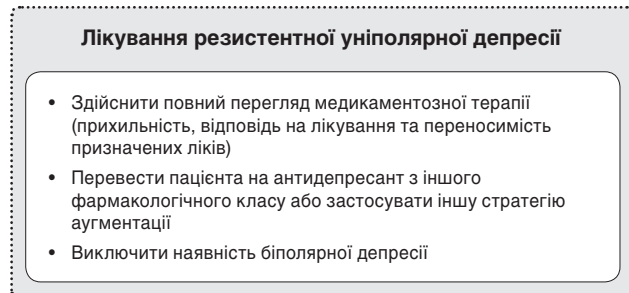 Лікування резистентної уніполярної депресії
• Здійснити повний перегляд медикаментозної терапії
(прихильність, відповідь на лікування та переносимість
призначених ліків)
• Перевести пацієнта на антидепресант з іншого
фармакологічного класу або застосувати іншу стратегію
аугментації
• Виключити наявність біполярної депресії